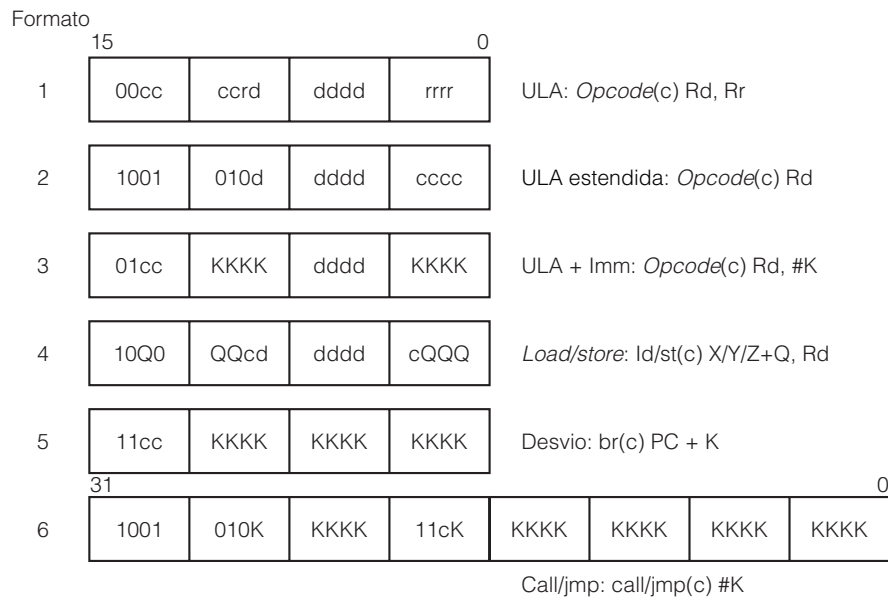 Formato
15 0
1 00cc ccrd dddd rrrr ULA: Opcode(c) Rd, Rr
2 1001 010d dddd cccc ULA estendida: Opcode(c) Rd
3 01cc KKKK dddd KKKK ULA + Imm: Opcode(c) Rd, #K
4 10Q0 QQcd dddd cQQQ Load/store: ld/st(c) X/Y/Z+Q, Rd
5 11cc KKKK KKKK KKKK Desvio: br(c) PC + K
31 0
6 1001 010K KKKK 11cK KKKK KKKK KKKK KKKK
Call/jmp: call/jmp(c) #K